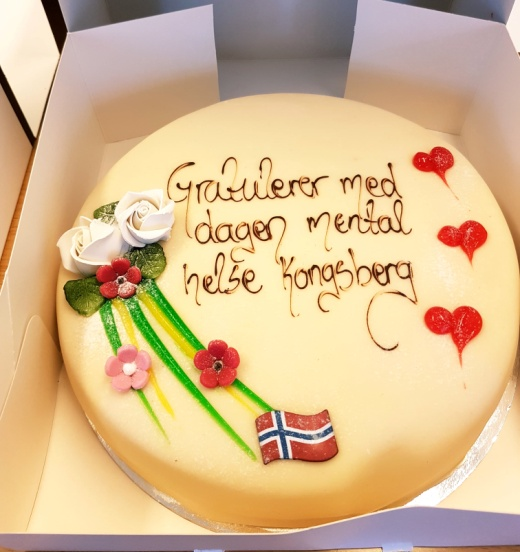 Gratulerer med
dagen mental
helse Kongsberg